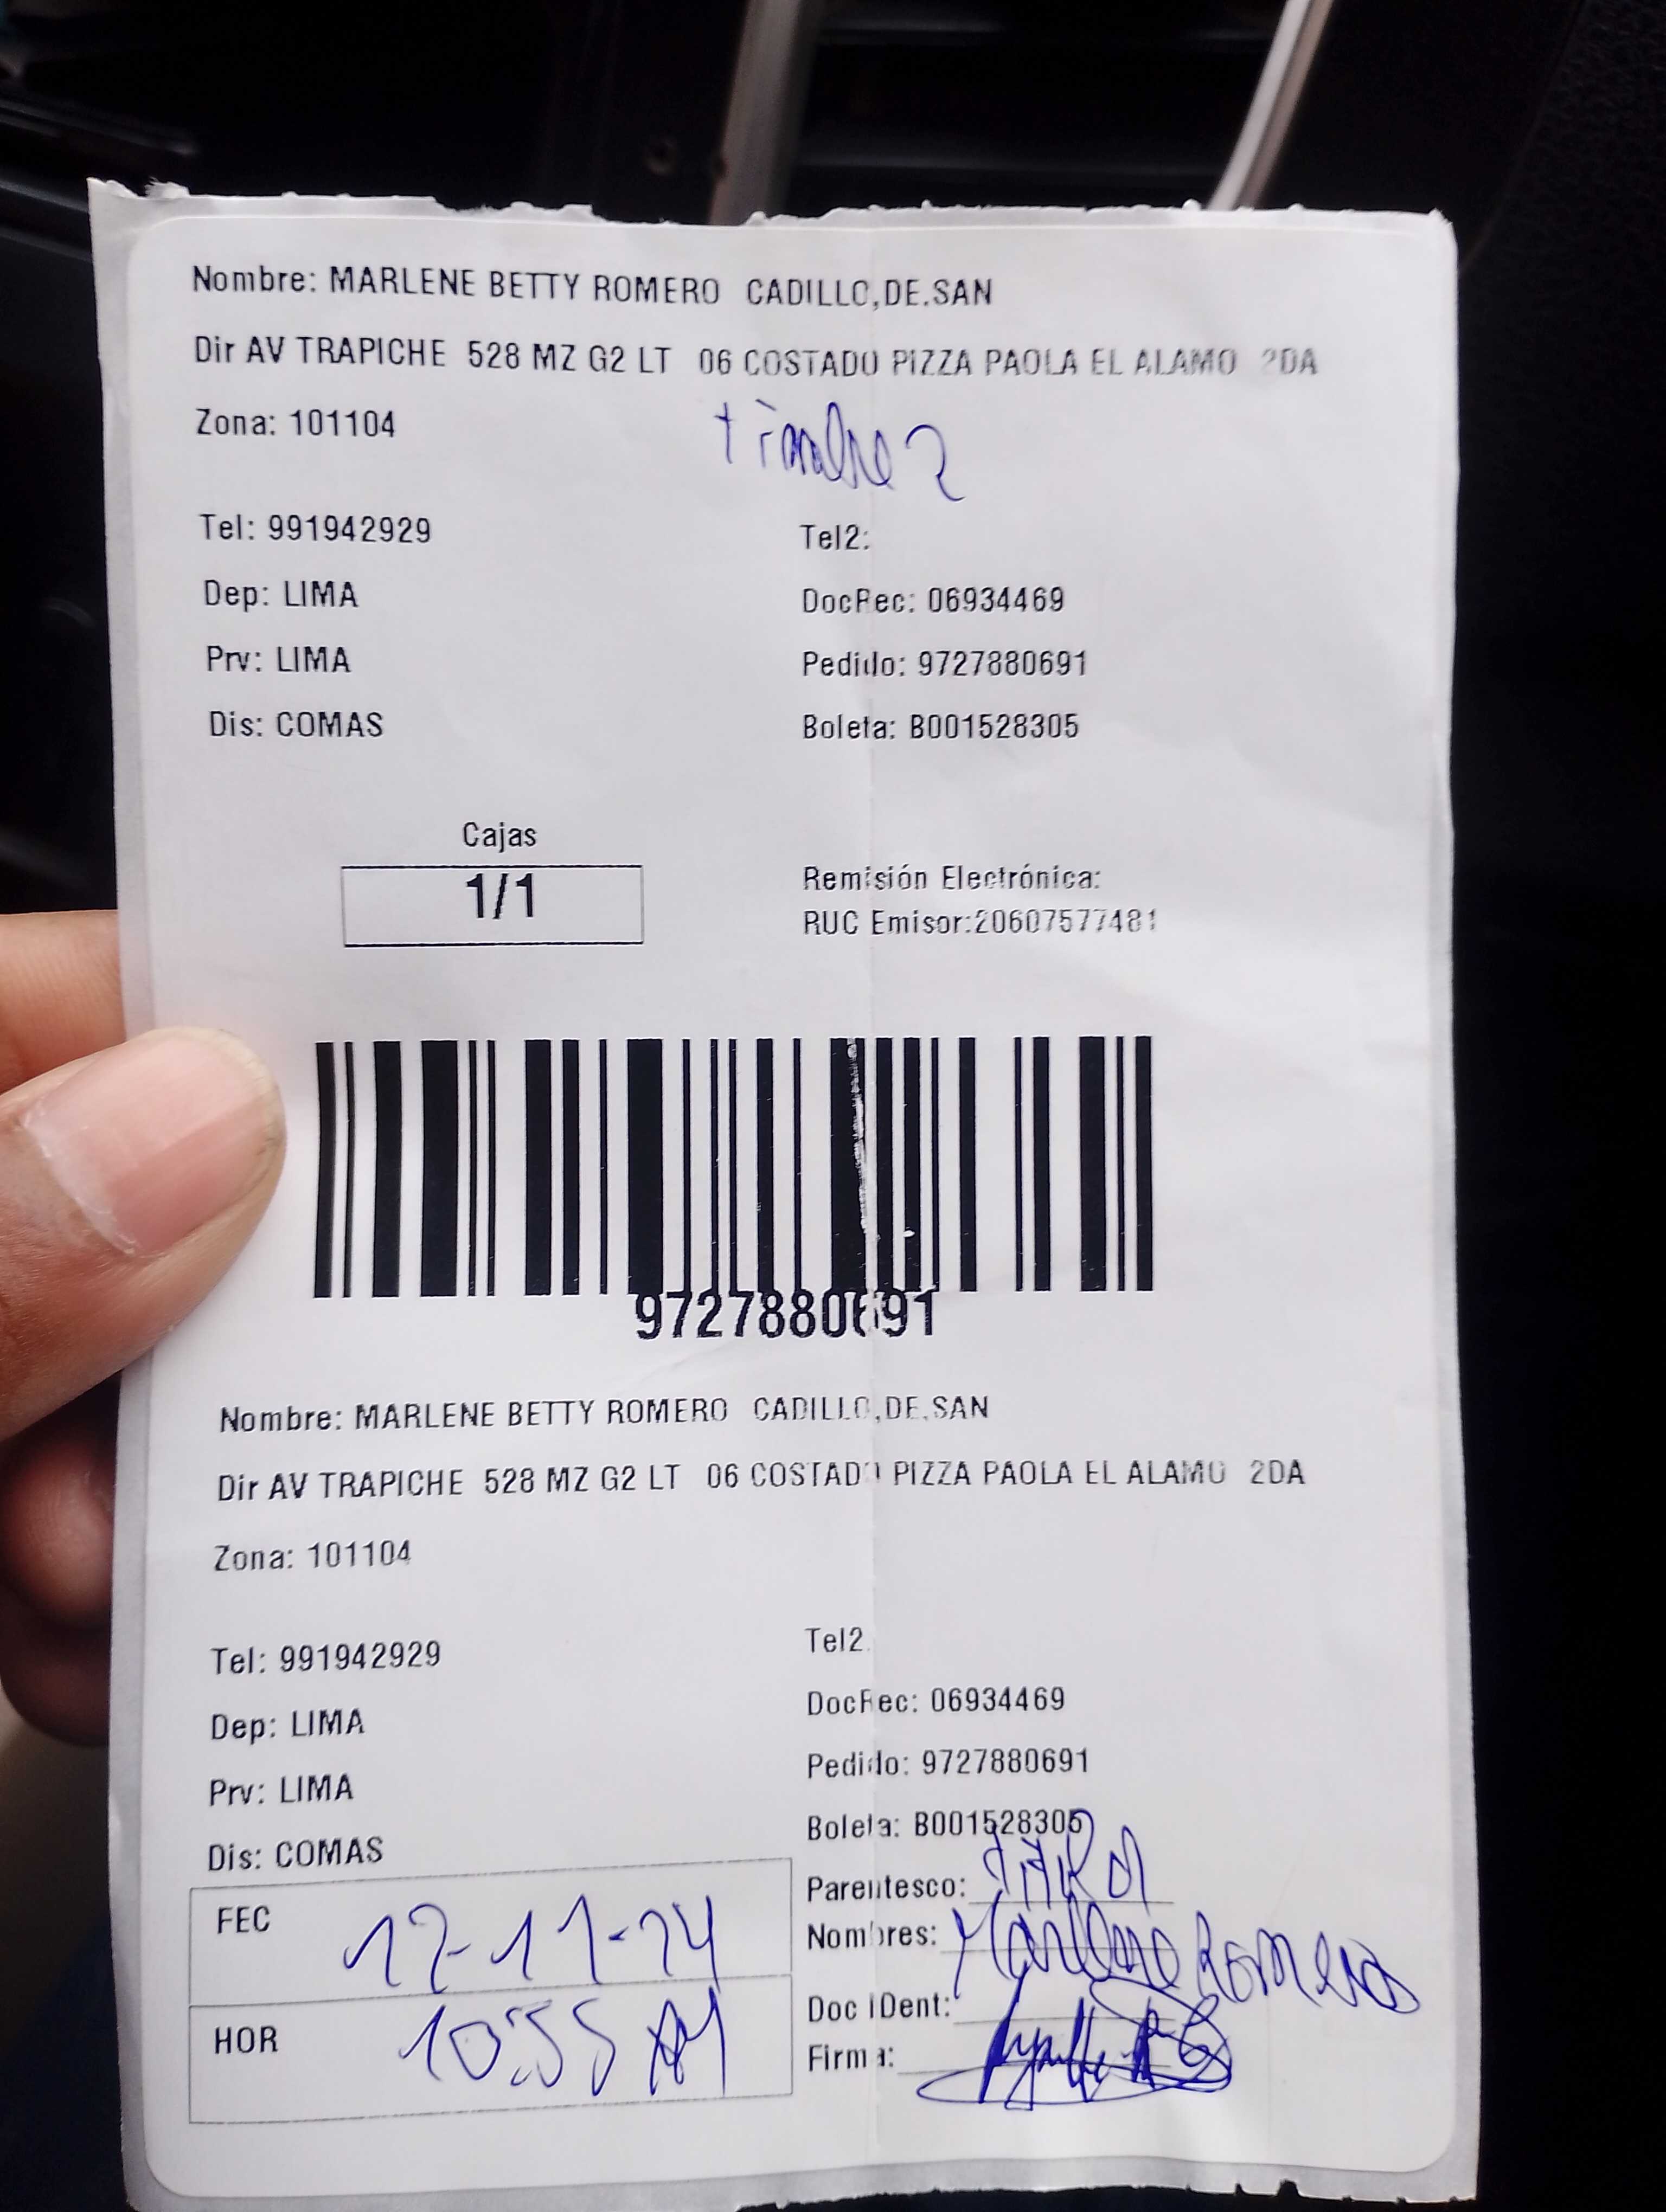 Nombre: MARLENE BETTY ROMERO CADILLO,DE.SAN
Dir AV TRAPICHE 528 MZ G2 LT 06 COSTADO PIZZA PAOLA EL ALAMO 2DA
Zona: 101104
timbre 2
Tel: 991942929 Tel2:
Dep: LIMA DocRec: 06934469
Prv: LIMA Pedido: 9727880691
Dis: COMAS Boleta: B001528305
Cajas
1/1
Remisión Electrónica:
RUC Emisor:20607577481
9727880691
Nombre: MARLENE BETTY ROMERO CADILLO,DE.SAN
Dir AV TRAPICHE 528 MZ G2 LT 06 COSTADO PIZZA PAOLA EL ALAMO 2DA
Zona: 101104
Tel: 991942929 Tel2
Dep: LIMA DocRec: 06934469
Prv: LIMA Pedido: 9727880691
Dis: COMAS Boleta: B001528305
Parentesco:
FEC 12-11-24
Nombres: Marlene Romero
HOR 10:55 AM
Doc IDent:
Firma: